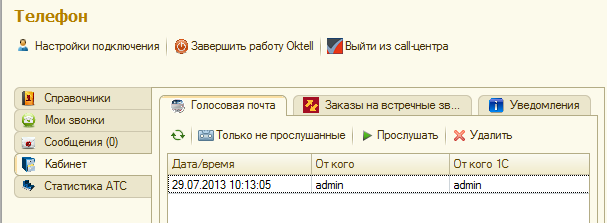 Телефон
Настройки подключения Завершить работу Oktell Выйти из call-центра
Справочники
Мои звонки
Сообщения (0)
Кабинет
Статистика АТС
Голосовая почта Заказы на встречные зв... Уведомления
Только не прослушанные Прослушать Удалить
Дата/время От кого От кого 1С
29.07.2013 10:13:05 admin admin